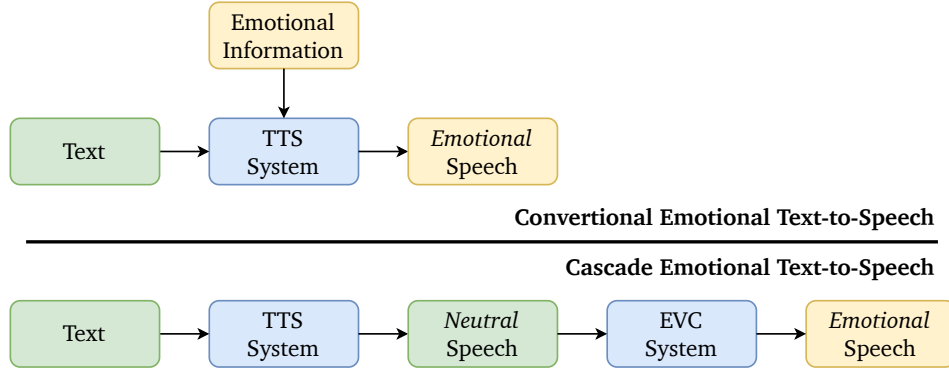 Emotional
Information
Text
TTS
System
Emotional
Speech
Convertional Emotional Text-to-Speech
Cascade Emotional Text-to-Speech
Text
TTS
System
Neutral
Speech
EVC
System
Emotional
Speech